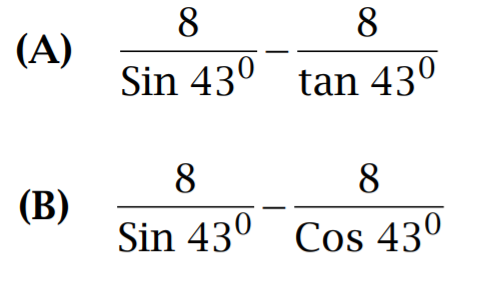 (A) 8/Sin 43⁰ − 8/tan 43⁰
(B) 8/Sin 43⁰ − 8/Cos 43⁰